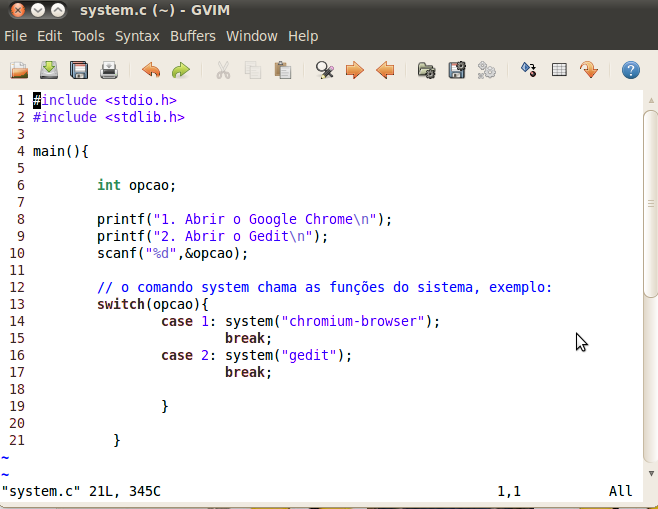 system.c (~) - GVIM
File Edit Tools Syntax Buffers Window Help
1 #include <stdio.h>
2 #include <stdlib.h>
3
4 main(){
5
6         int opcao;
7
8         printf("1. Abrir o Google Chrome\n");
9         printf("2. Abrir o Gedit\n");
10         scanf("%d",&opcao);
11
12         // o comando system chama as funções do sistema, exemplo:
13         switch(opcao){
14                 case 1: system("chromium-browser");
15                         break;
16                 case 2: system("gedit");
17                         break;
18
19                 }
20
21           }
~
~
"system.c" 21L, 345C 1,1 All